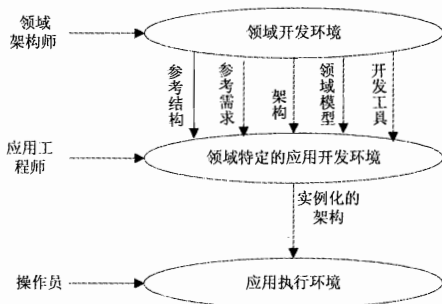 领域
架构师
领域开发环境
参考结构
参考需求
架构
领域模型
开发工具
应用工
程师
领域特定的应用开发环境
实例化的
架构
操作员
应用执行环境